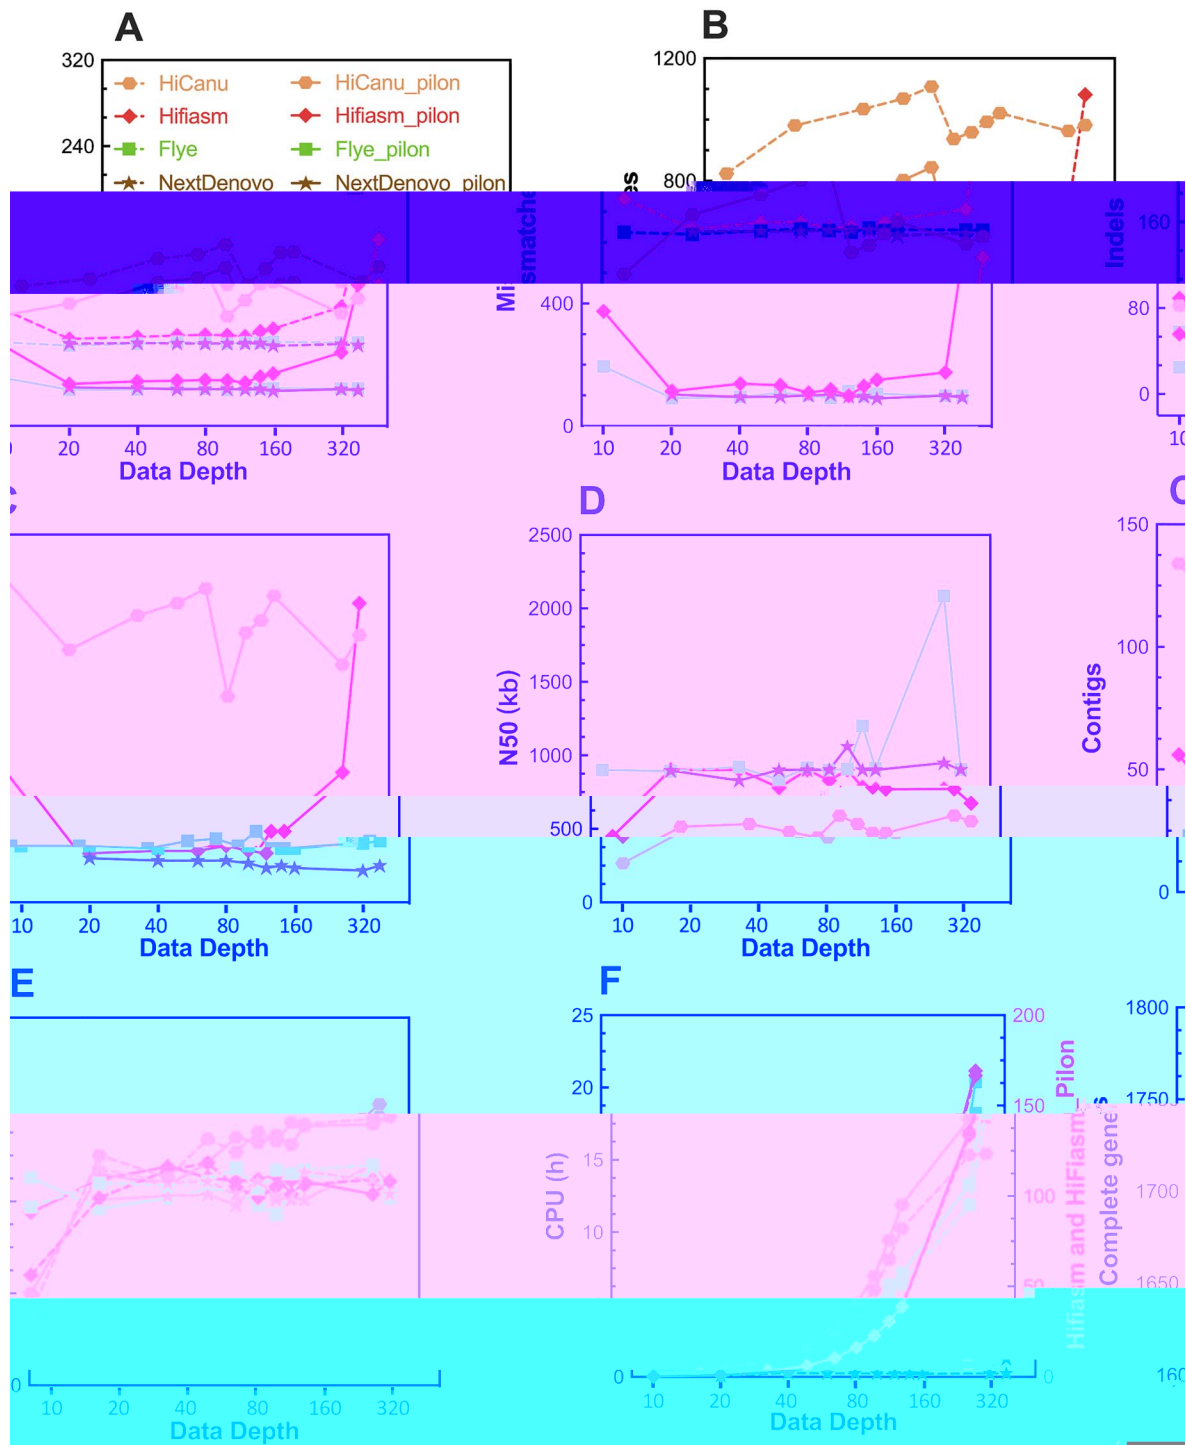 A
B
320
240
HiCanu
HiCanu_pilon
Hifiasm
Hifiasm_pilon
Flye
Flye_pilon
NextDenovo
NextDenovo_pilon
1200
800
400
0
Mismatches
Indels
160
80
0
20 40 80 160 320
Data Depth
10 20 40 80 160 320
Data Depth
D
2500
2000
1500
1000
500
0
N50 (kb)
Contigs
150
100
50
0
10 20 40 80 160 320
Data Depth
10 20 40 80 160 320
Data Depth
E
F
25
20
15
10
0
CPU (h)
200
150
100
50
0
Hifiasm and HiFiasm_Pilon
Complete genes
1800
1750
1700
1650
0
10 20 40 80 160 320
Data Depth
10 20 40 80 160 320
Data Depth